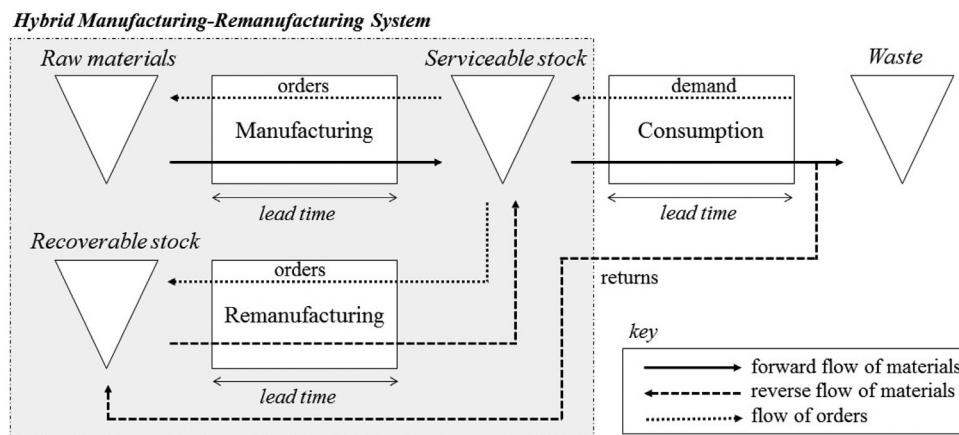 Hybrid Manufacturing-Remanufacturing System
Raw materials
Serviceable stock
Waste
orders
demand
Manufacturing
Consumption
lead time
lead time
Recoverable stock
orders
returns
Remanufacturing
key
forward flow of materials
reverse flow of materials
flow of orders
lead time